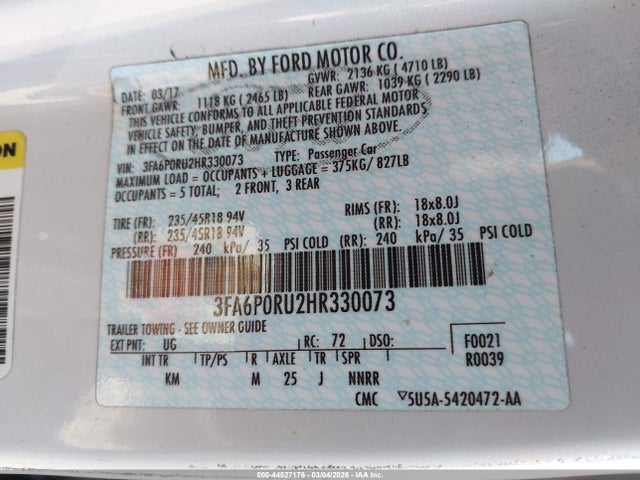 MFD. BY FORD MOTOR CO.
DATE: 03/17 GVWR: 2136 KG (4710 LB)
FRONT GAWR: 1118 KG (2465 LB) REAR GAWR: 1039 KG (2290 LB)
THIS VEHICLE CONFORMS TO ALL APPLICABLE FEDERAL MOTOR
VEHICLE SAFETY, BUMPER, AND THEFT PREVENTION STANDARDS
IN EFFECT ON THE DATE OF MANUFACTURE SHOWN ABOVE.
VIN: 3FA6P0RU2HR330073 TYPE: Passenger Car
MAXIMUM LOAD = OCCUPANTS + LUGGAGE = 375KG/ 827LB
OCCUPANTS = 5 TOTAL; 2 FRONT, 3 REAR
TIRE (FR): 235/45R18 94V RIMS (FR): 18x8.0J
(RR): 235/45R18 94V (RR): 18x8.0J
PRESSURE (FR) 240 kPa/ 35 PSI COLD (RR): 240 kPa/ 35 PSI COLD
3FA6P0RU2HR330073
TRAILER TOWING - SEE OWNER GUIDE
EXT PNT: UG RC: 72 DSO: F0021
INT TR TP/PS R AXLE TR SPR R0039
KM M 25 J NNRR
CMC 5U5A-5420472-AA
ON
© - 44527176 - 03/04/2026 - IAA Holdings, LLC